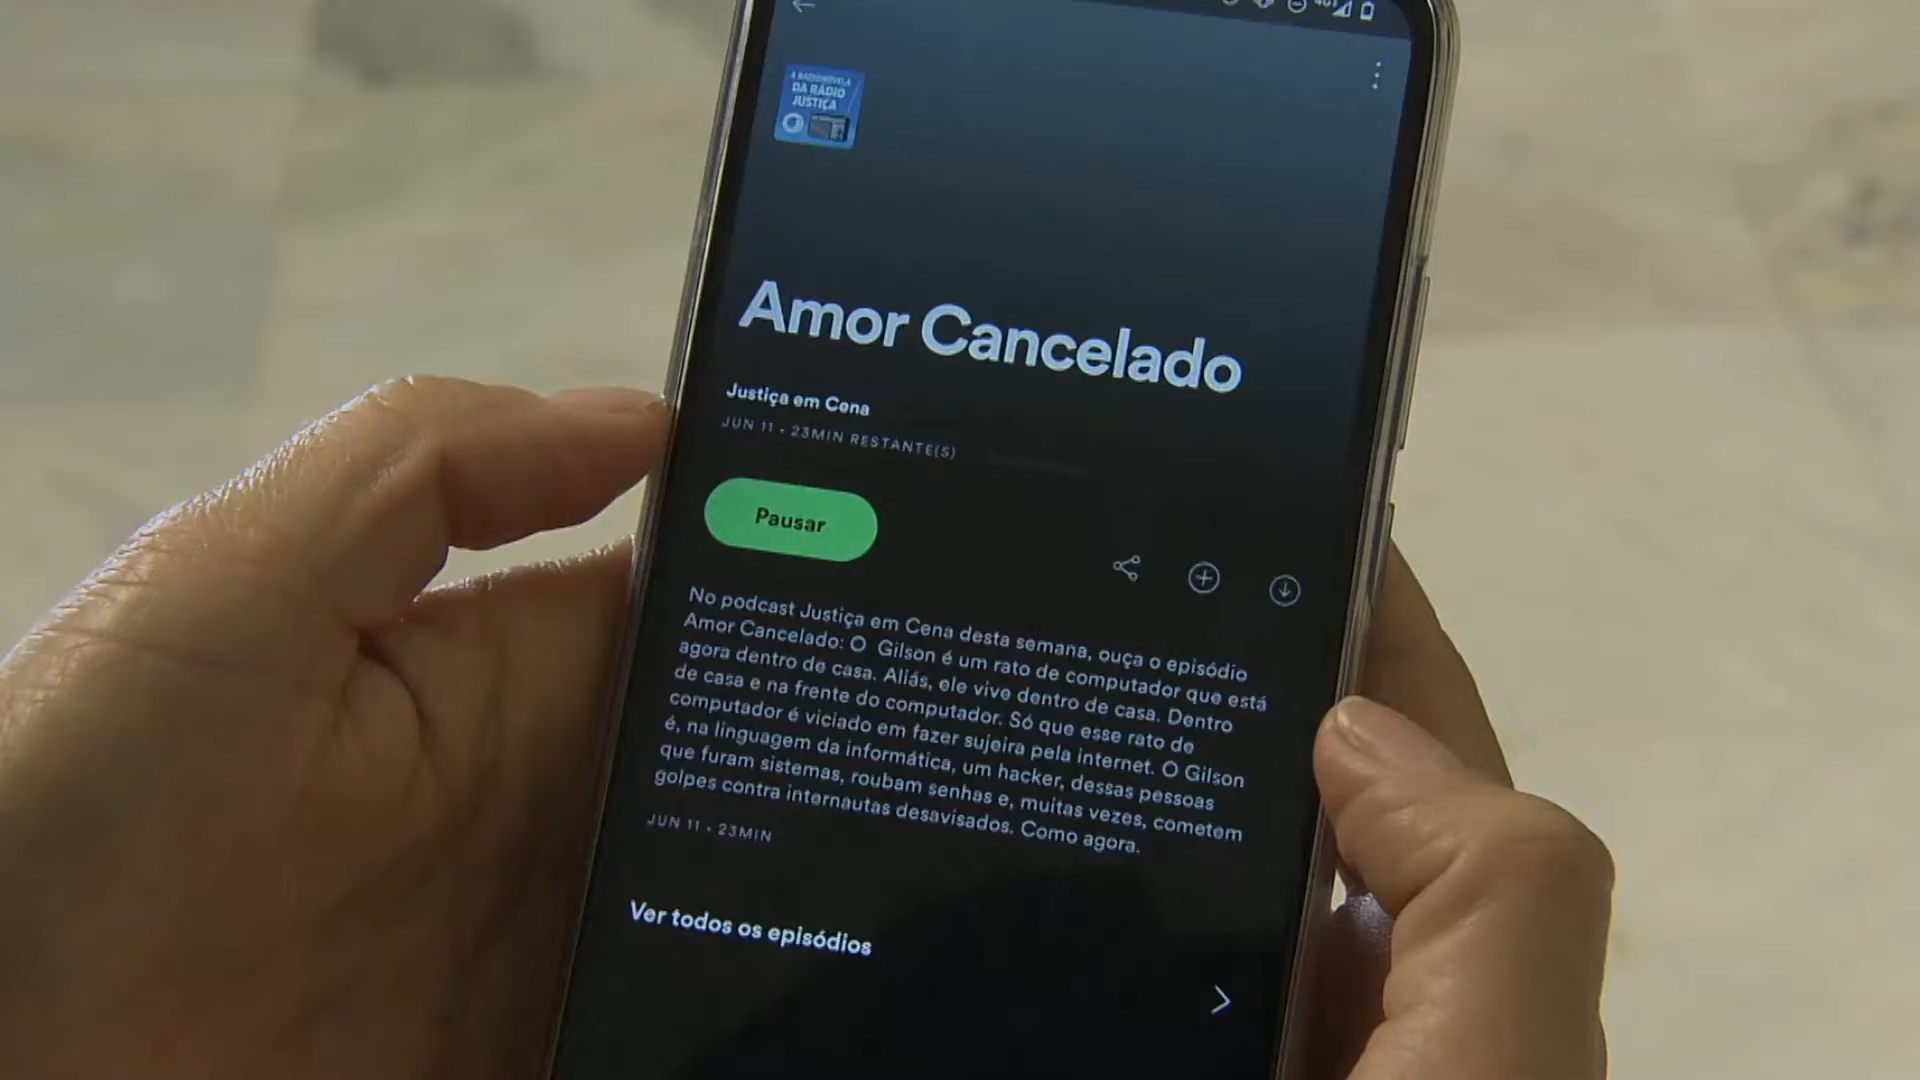 A RADIONOVELA
DA RÁDIO
JUSTIÇA
Amor Cancelado
Justiça em Cena
JUN 11 • 23MIN RESTANTE(S)
Pausar
No podcast Justiça em Cena desta semana, ouça o episódio
Amor Cancelado: O Gilson é um rato de computador que está
agora dentro de casa. Aliás, ele vive dentro de casa. Dentro
de casa e na frente do computador. Só que esse rato de
computador é viciado em fazer sujeira pela internet. O Gilson
é, na linguagem da informática, um hacker, dessas pessoas
que furam sistemas, roubam senhas e, muitas vezes, cometem
golpes contra internautas desavisados. Como agora.
JUN 11 • 23MIN
Ver todos os episódios